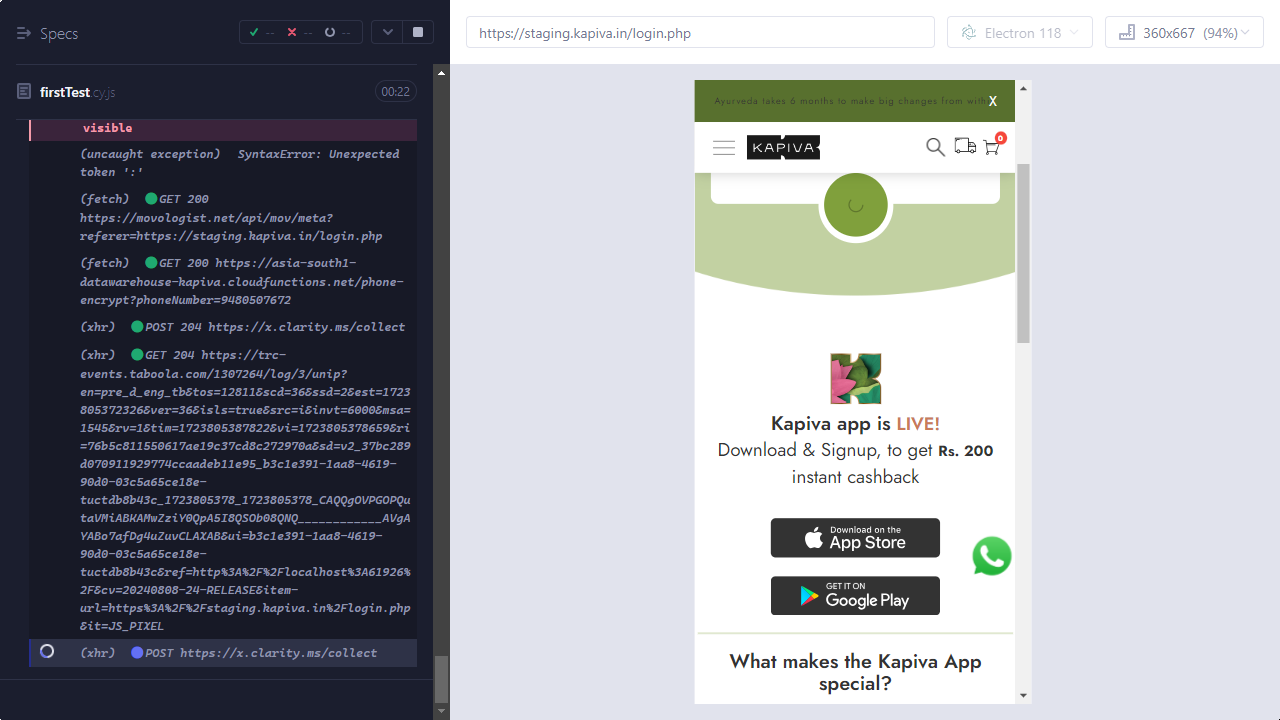 Specs
-- -- --
firstTest.cy.js 00:22
visible
(uncaught exception) SyntaxError: Unexpected
token ':'
(fetch) GET 200
https://movologist.net/api/mov/meta?
referer=https://staging.kapiva.in/login.php
(fetch) GET 200 https://asia-south1-
datawarehouse-kapiva.cloudfunctions.net/phone-
encrypt?phoneNumber=9480507672
(xhr) POST 204 https://x.clarity.ms/collect
(xhr) GET 204 https://trc-
events.taboola.com/1307264/log/3/unip?
en=pre_d_eng_tb&tos=12811&scd=36&ssd=2&est=1723
805372326&ver=36&isls=true&src=i&invt=6000&msa=
1545&rv=1&tim=1723805387822&vi=1723805378659&ri
=76b5c811550617ae19c37cd8c272970a&sd=v2_37bc289
d070911929774ccaadeb11e95_b3c1e391-1aa8-4619-
90d0-03c5a65ce18e-
tuctdb8b43c_1723805378_1723805378_CAQQgOVPGOPQu
taVMiABKAMwZziY0QpA5I8QSOb08QNQ____________AVgA
YABo7afDg4uZuvCLAXAB&ui=b3c1e391-1aa8-4619-
90d0-03c5a65ce18e-
tuctdb8b43c&ref=http%3A%2F%2Flocalhost%3A61926%
2F&cv=20240808-24-RELEASE&item-
url=https%3A%2F%2Fstaging.kapiva.in%2Flogin.php
&it=JS_PIXEL
(xhr) POST https://x.clarity.ms/collect
https://staging.kapiva.in/login.php
Electron 118
360x667 (94%)
Ayurveda takes 6 months to make big changes from with X
KAPIVA
0
Kapiva app is LIVE!
Download & Signup, to get Rs. 200
instant cashback
Download on the
App Store
GET IT ON
Google Play
What makes the Kapiva App
special?